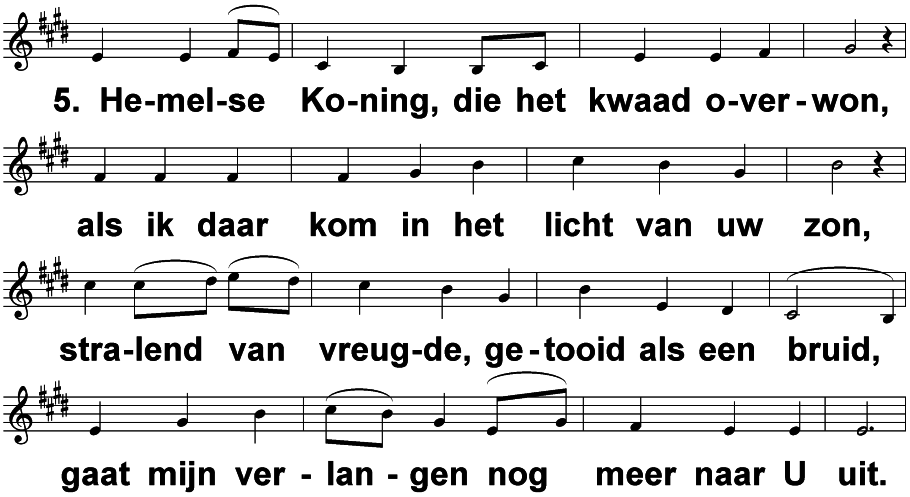 5. He-mel-se Ko-ning, die het kwaad o-ver-won,
als ik daar kom in het licht van uw zon,
stra-lend van vreug-de, ge-tooid als een bruid,
gaat mijn ver-lan-gen nog meer naar U uit.